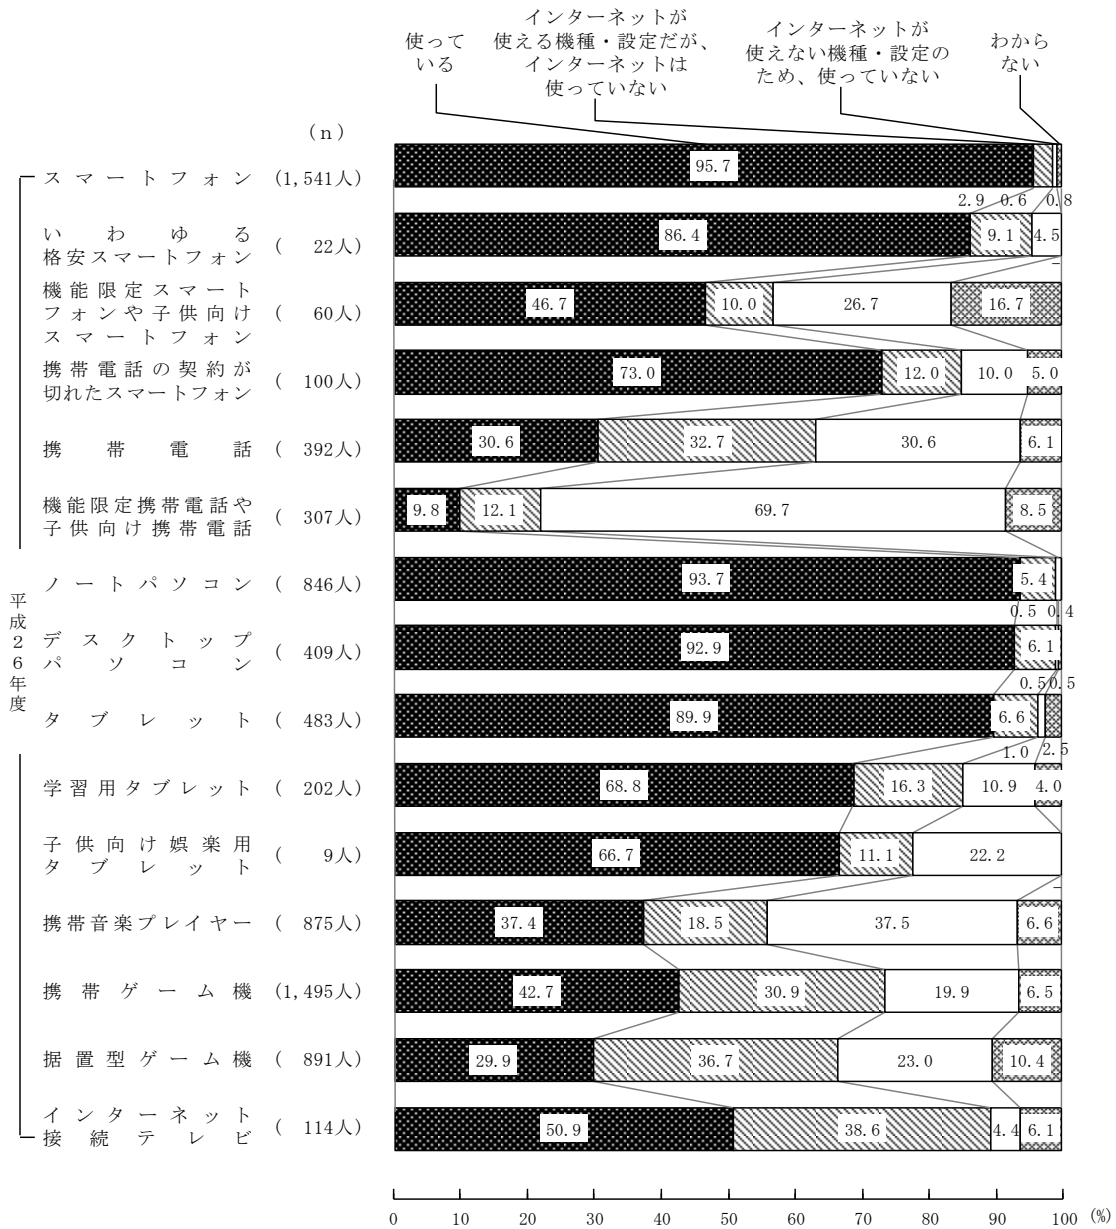 使って
いる
インターネットが
使える機種・設定だが、
インターネットは
使っていない
インターネットが
使えない機種・設定の
ため、使っていない
わから
ない
(n)
スマートフォン (1,541人) 95.7
2.9 0.6 0.8
いわゆる
格安スマートフォン ( 22人) 86.4 9.1 4.5
－
機能限定スマート
フォンや子供向け
スマートフォン ( 60人) 46.7 10.0 26.7 16.7
携帯電話の契約が
切れたスマートフォン ( 100人) 73.0 12.0 10.0 5.0
携帯電話 ( 392人) 30.6 32.7 30.6 6.1
機能限定携帯電話や
子供向け携帯電話 ( 307人) 9.8 12.1 69.7 8.5
ノートパソコン ( 846人) 93.7 5.4
0.5 0.4
平成26年度
デスクトップ
パソコン ( 409人) 92.9 6.1
0.5 0.5
タブレット ( 483人) 89.9 6.6
1.0 2.5
学習用タブレット ( 202人) 68.8 16.3 10.9 4.0
子供向け娯楽用
タブレット ( 9人) 66.7 11.1 22.2
－
携帯音楽プレイヤー ( 875人) 37.4 18.5 37.5 6.6
携帯ゲーム機 (1,495人) 42.7 30.9 19.9 6.5
据置型ゲーム機 ( 891人) 29.9 36.7 23.0 10.4
インターネット
接続テレビ ( 114人) 50.9 38.6 4.4 6.1
0 10 20 30 40 50 60 70 80 90 100 (%)